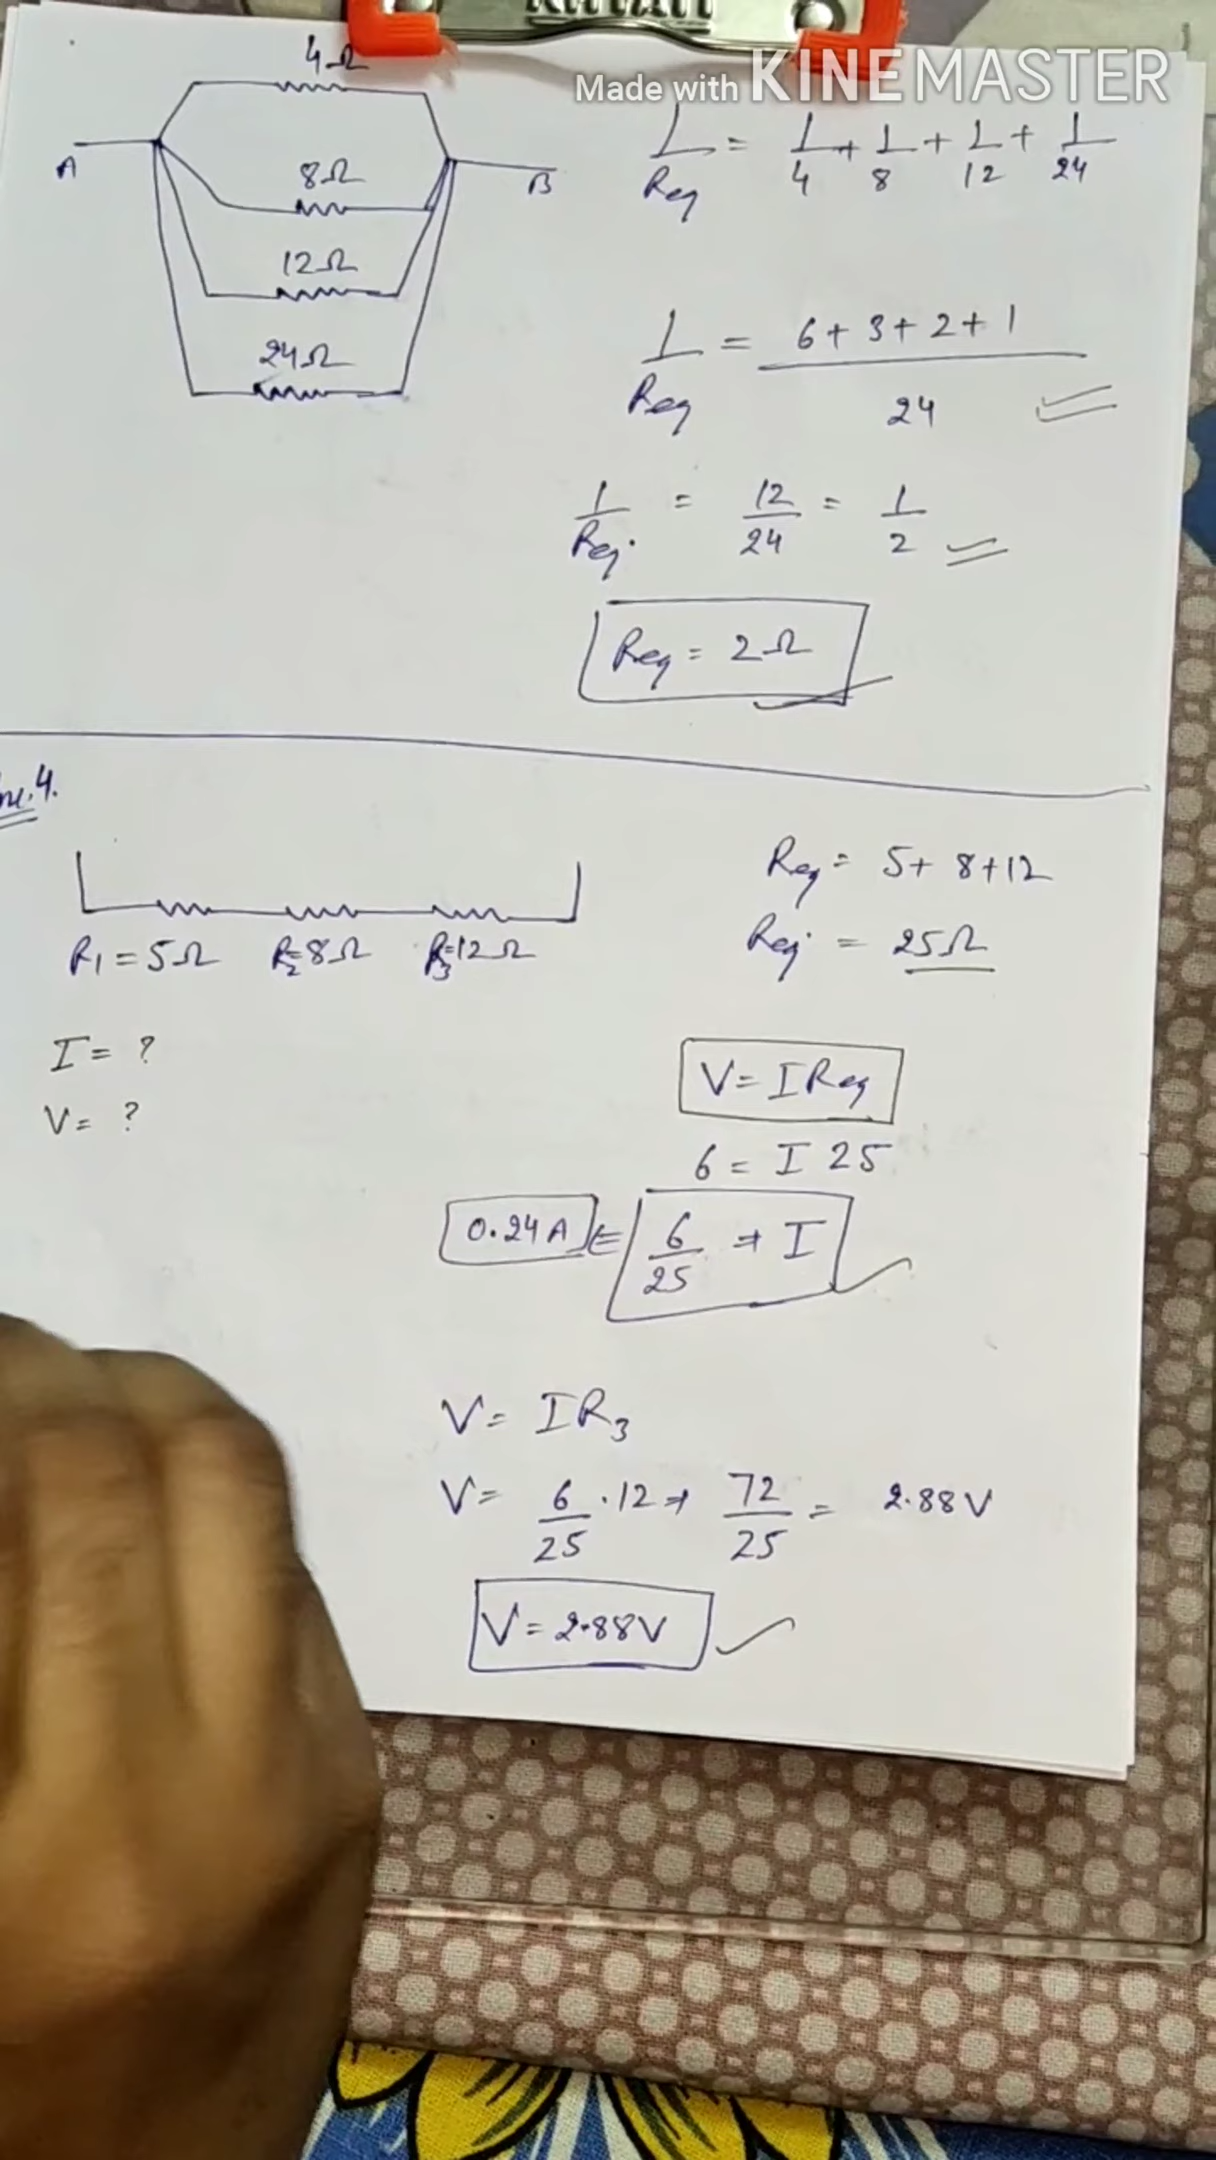 Made with KINEMASTER
4Ω
A
8Ω
B
12Ω
24Ω
1/Req = 1/4 + 1/8 + 1/12 + 1/24
1/Req = 6+3+2+1/24
1/Req. = 12/24 = 1/2
Req = 2Ω
4.
R1 = 5Ω R2=8Ω R3=12Ω
Req = 5+ 8+12
Req = 25Ω
I = ?
V = ?
V = I Req
6 = I 25
0.24A = 6/25 ⇒ I
V = IR3
V = 6/25 . 12 ⇒ 72/25 = 2.88V
V = 2.88V